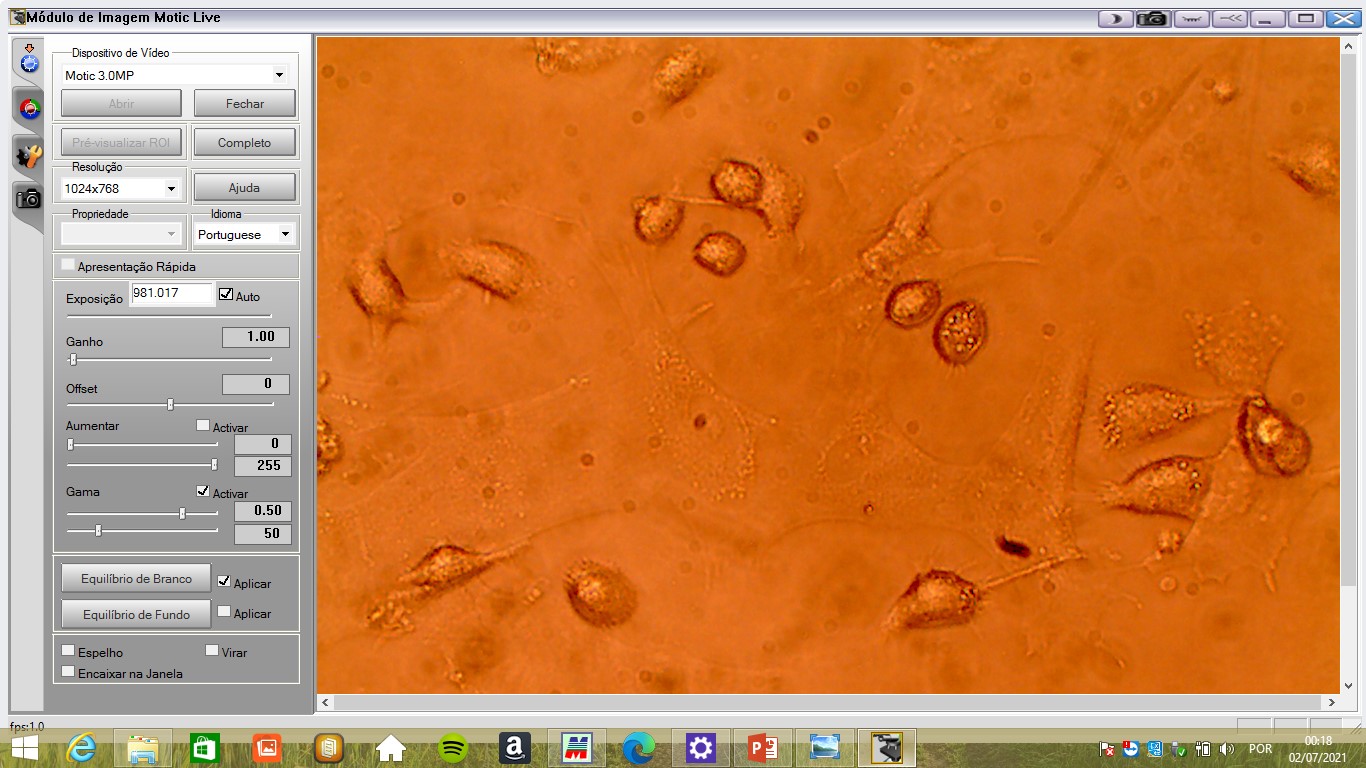 Módulo de Imagem Motic Live
Dispositivo de Vídeo
Motic 3.0MP
Abrir
Fechar
Pré-visualizar ROI
Completo
Resolução
1024x768
Ajuda
Propriedade
Idioma
Portuguese
Apresentação Rápida
Exposição 981.017 Auto
Ganho 1.00
Offset 0
Aumentar Activar
0
255
Gama Activar
0.50
50
Equilíbrio de Branco Aplicar
Equilíbrio de Fundo Aplicar
Espelho Virar
Encaixar na Janela
fps:1.0
POR
00:18
02/07/2021